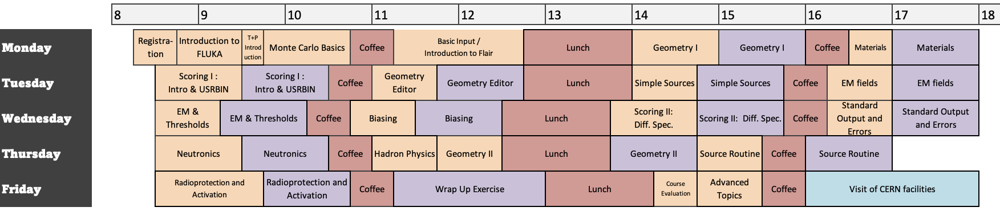 8 9 10 11 12 13 14 15 16 17 18
Monday
Registra-
tion
Introduction to
FLUKA
T+P
Introd
uction
Monte Carlo Basics
Coffee
Basic Input /
Introduction to Flair
Lunch
Geometry I
Geometry I
Coffee
Materials
Materials
Tuesday
Scoring I :
Intro & USRBIN
Scoring I :
Intro & USRBIN
Coffee
Geometry
Editor
Geometry Editor
Lunch
Simple Sources
Simple Sources
Coffee
EM fields
EM fields
Wednesday
EM &
Thresholds
EM & Thresholds
Coffee
Biasing
Biasing
Lunch
Scoring II:
Diff. Spec.
Scoring II: Diff. Spec.
Coffee
Standard
Output and
Errors
Standard Output
and Errors
Thursday
Neutronics
Neutronics
Coffee
Hadron Physics
Geometry II
Lunch
Geometry II
Source Routine
Coffee
Source Routine
Friday
Radioprotection and
Activation
Radioprotection and
Activation
Coffee
Wrap Up Exercise
Lunch
Course
Evaluation
Advanced
Topics
Coffee
Visit of CERN facilities